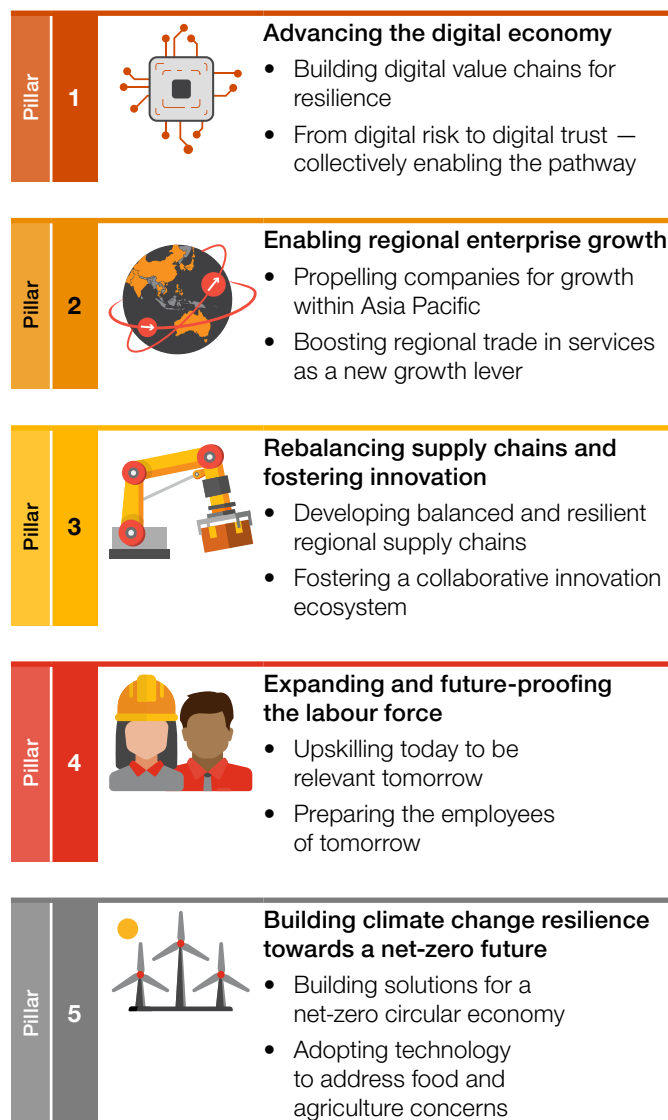 Pillar
1
Advancing the digital economy
• Building digital value chains for
resilience
• From digital risk to digital trust —
collectively enabling the pathway
Pillar
2
Enabling regional enterprise growth
• Propelling companies for growth
within Asia Pacific
• Boosting regional trade in services
as a new growth lever
Pillar
3
Rebalancing supply chains and
fostering innovation
• Developing balanced and resilient
regional supply chains
• Fostering a collaborative innovation
ecosystem
Pillar
4
Expanding and future-proofing
the labour force
• Upskilling today to be
relevant tomorrow
• Preparing the employees
of tomorrow
Pillar
5
Building climate change resilience
towards a net-zero future
• Building solutions for a
net-zero circular economy
• Adopting technology
to address food and
agriculture concerns